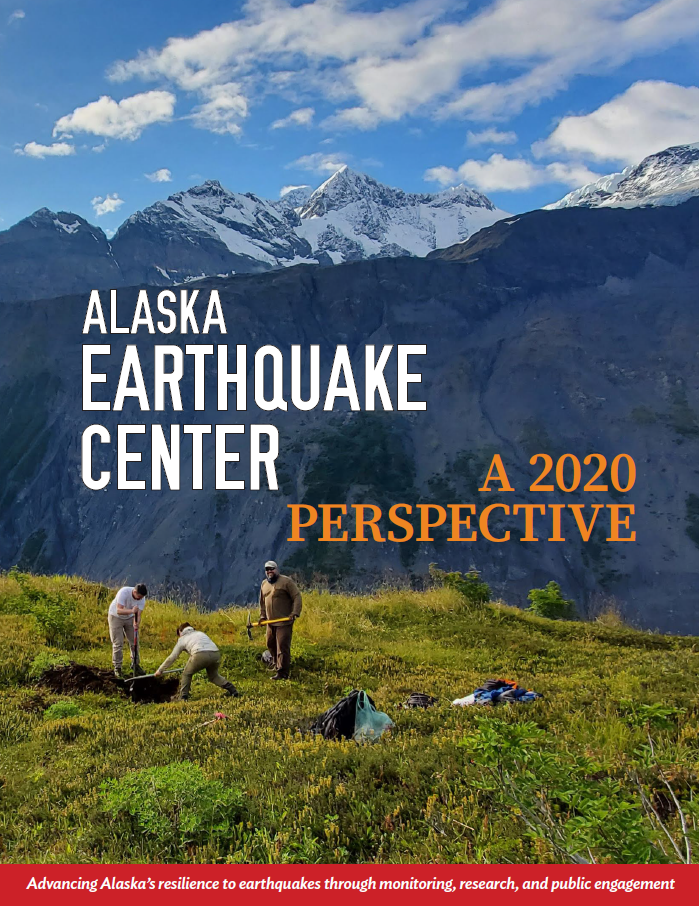 ALASKA
EARTHQUAKE
CENTER
A 2020
PERSPECTIVE
Advancing Alaska's resilience to earthquakes through monitoring, research, and public engagement